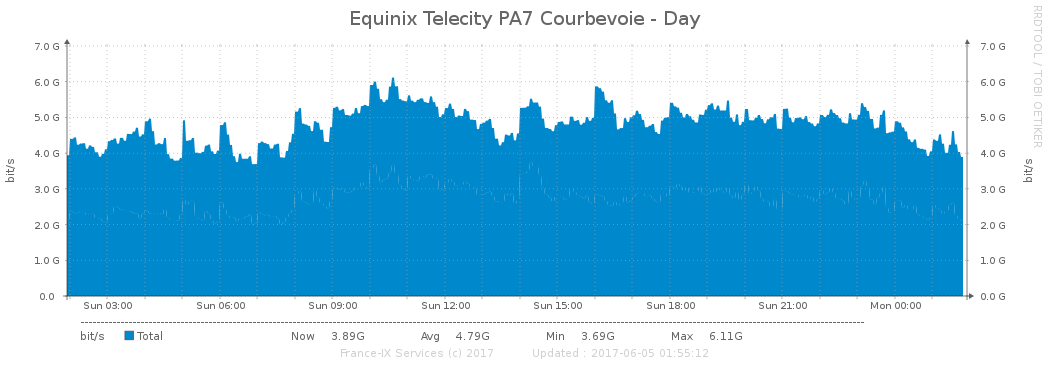 Equinix Telecity PA7 Courbevoie - Day
RRDTOOL / TOBI OETIKER
7.0 G 7.0 G
6.0 G 6.0 G
5.0 G 5.0 G
4.0 G 4.0 G
3.0 G 3.0 G
2.0 G 2.0 G
1.0 G 1.0 G
0.0 0.0 G
bit/s bit/s
Sun 03:00 Sun 06:00 Sun 09:00 Sun 12:00 Sun 15:00 Sun 18:00 Sun 21:00 Mon 00:00
bit/s Total Now 3.89G Avg 4.79G Min 3.69G Max 6.11G
France-IX Services (c) 2017 Updated : 2017-06-05 01:55:12